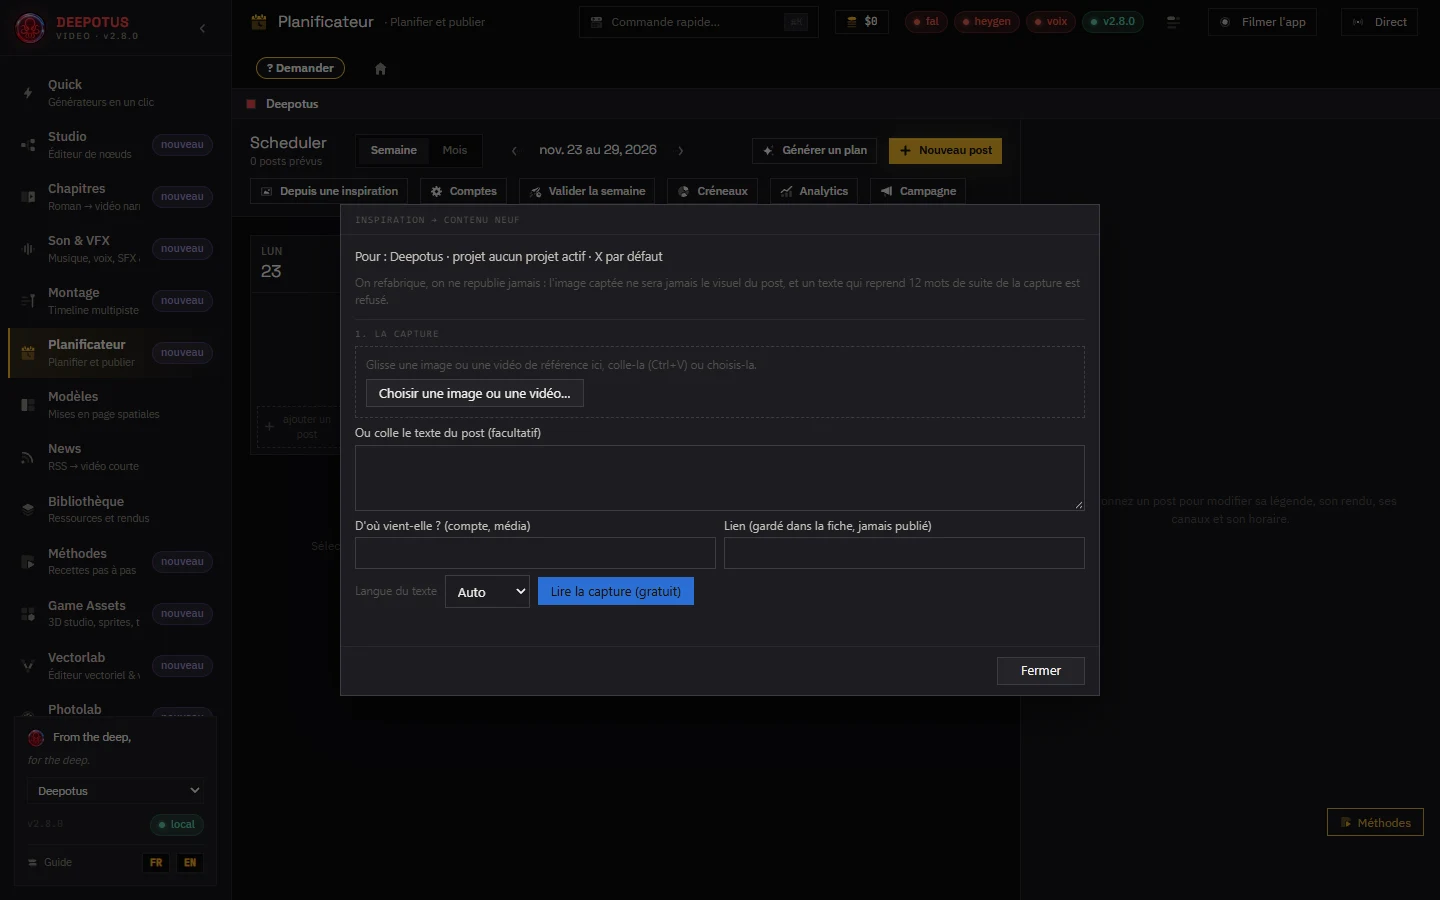 DEEPOTUS
VIDEO · v2.8.0
Planificateur · Planifier et publier
Commande rapide...
$0
fal
heygen
voix
v2.8.0
Filmer l'app
Direct
? Demander
Deepotus
Quick
Générateurs en un clic
Studio
Éditeur de nœuds
nouveau
Chapitres
Roman → vidéo nar
nouveau
Son & VFX
Musique, voix, SFX
nouveau
Montage
Timeline multipiste
nouveau
Planificateur
Planifier et publier
nouveau
Modèles
Mises en page spatiales
News
RSS → vidéo courte
Bibliothèque
Ressources et rendus
Méthodes
Recettes pas à pas
nouveau
Game Assets
3D studio, sprites, t
nouveau
Vectorlab
Éditeur vectoriel &
nouveau
Photolab
nouveau
From the deep,
for the deep.
Deepotus
v2.8.0
local
Guide
FR
EN
Scheduler
0 posts prévus
Semaine
Mois
‹ nov. 23 au 29, 2026 ›
Générer un plan
+ Nouveau post
Depuis une inspiration
Comptes
Valider la semaine
Créneaux
Analytics
Campagne
LUN
23
+ ajouter un
post
Sélec
onnez un post pour modifier sa légende, son rendu, ses
canaux et son horaire.
INSPIRATION → CONTENU NEUF
Pour : Deepotus · projet aucun projet actif · X par défaut
On refabrique, on ne republie jamais : l'image captée ne sera jamais le visuel du post, et un texte qui reprend 12 mots de suite de la capture est
refusé.
1. LA CAPTURE
Glisse une image ou une vidéo de référence ici, colle-la (Ctrl+V) ou choisis-la.
Choisir une image ou une vidéo...
Ou colle le texte du post (facultatif)
D'où vient-elle ? (compte, média)
Lien (gardé dans la fiche, jamais publié)
Langue du texte
Auto
Lire la capture (gratuit)
Fermer
Méthodes